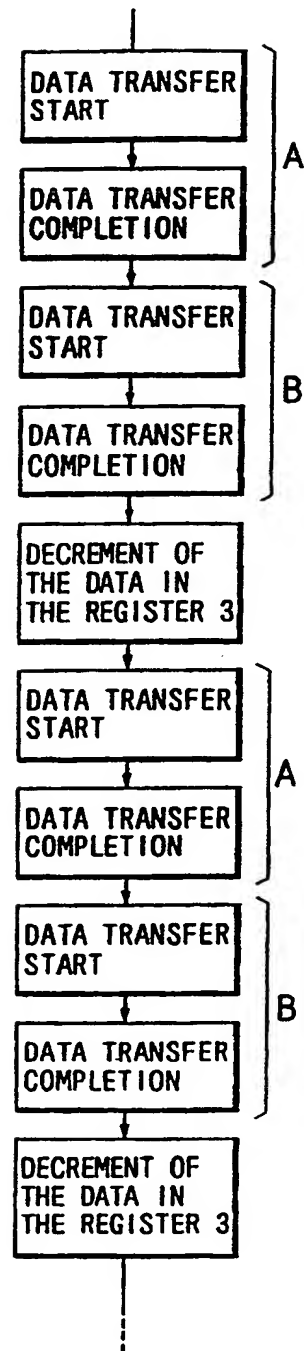 DATA TRANSFER
START
A
DATA TRANSFER
COMPLETION
DATA TRANSFER
START
B
DATA TRANSFER
COMPLETION
DECREMENT OF
THE DATA IN
THE REGISTER 3
DATA TRANSFER
START
A
DATA TRANSFER
COMPLETION
DATA TRANSFER
START
B
DATA TRANSFER
COMPLETION
DECREMENT OF
THE DATA IN
THE REGISTER 3